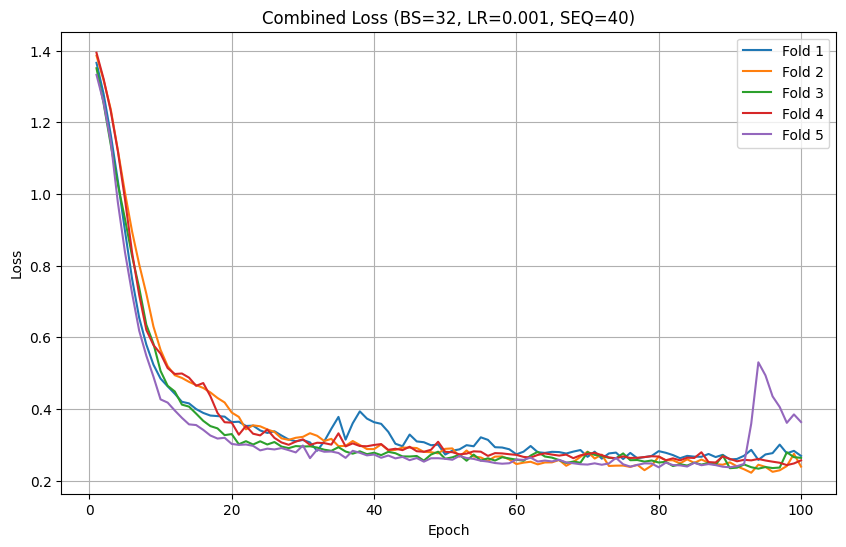 Combined Loss (BS=32, LR=0.001, SEQ=40)
Loss
1.4
1.2
1.0
0.8
0.6
0.4
0.2
Fold 1
Fold 2
Fold 3
Fold 4
Fold 5
0 20 40 60 80 100
Epoch